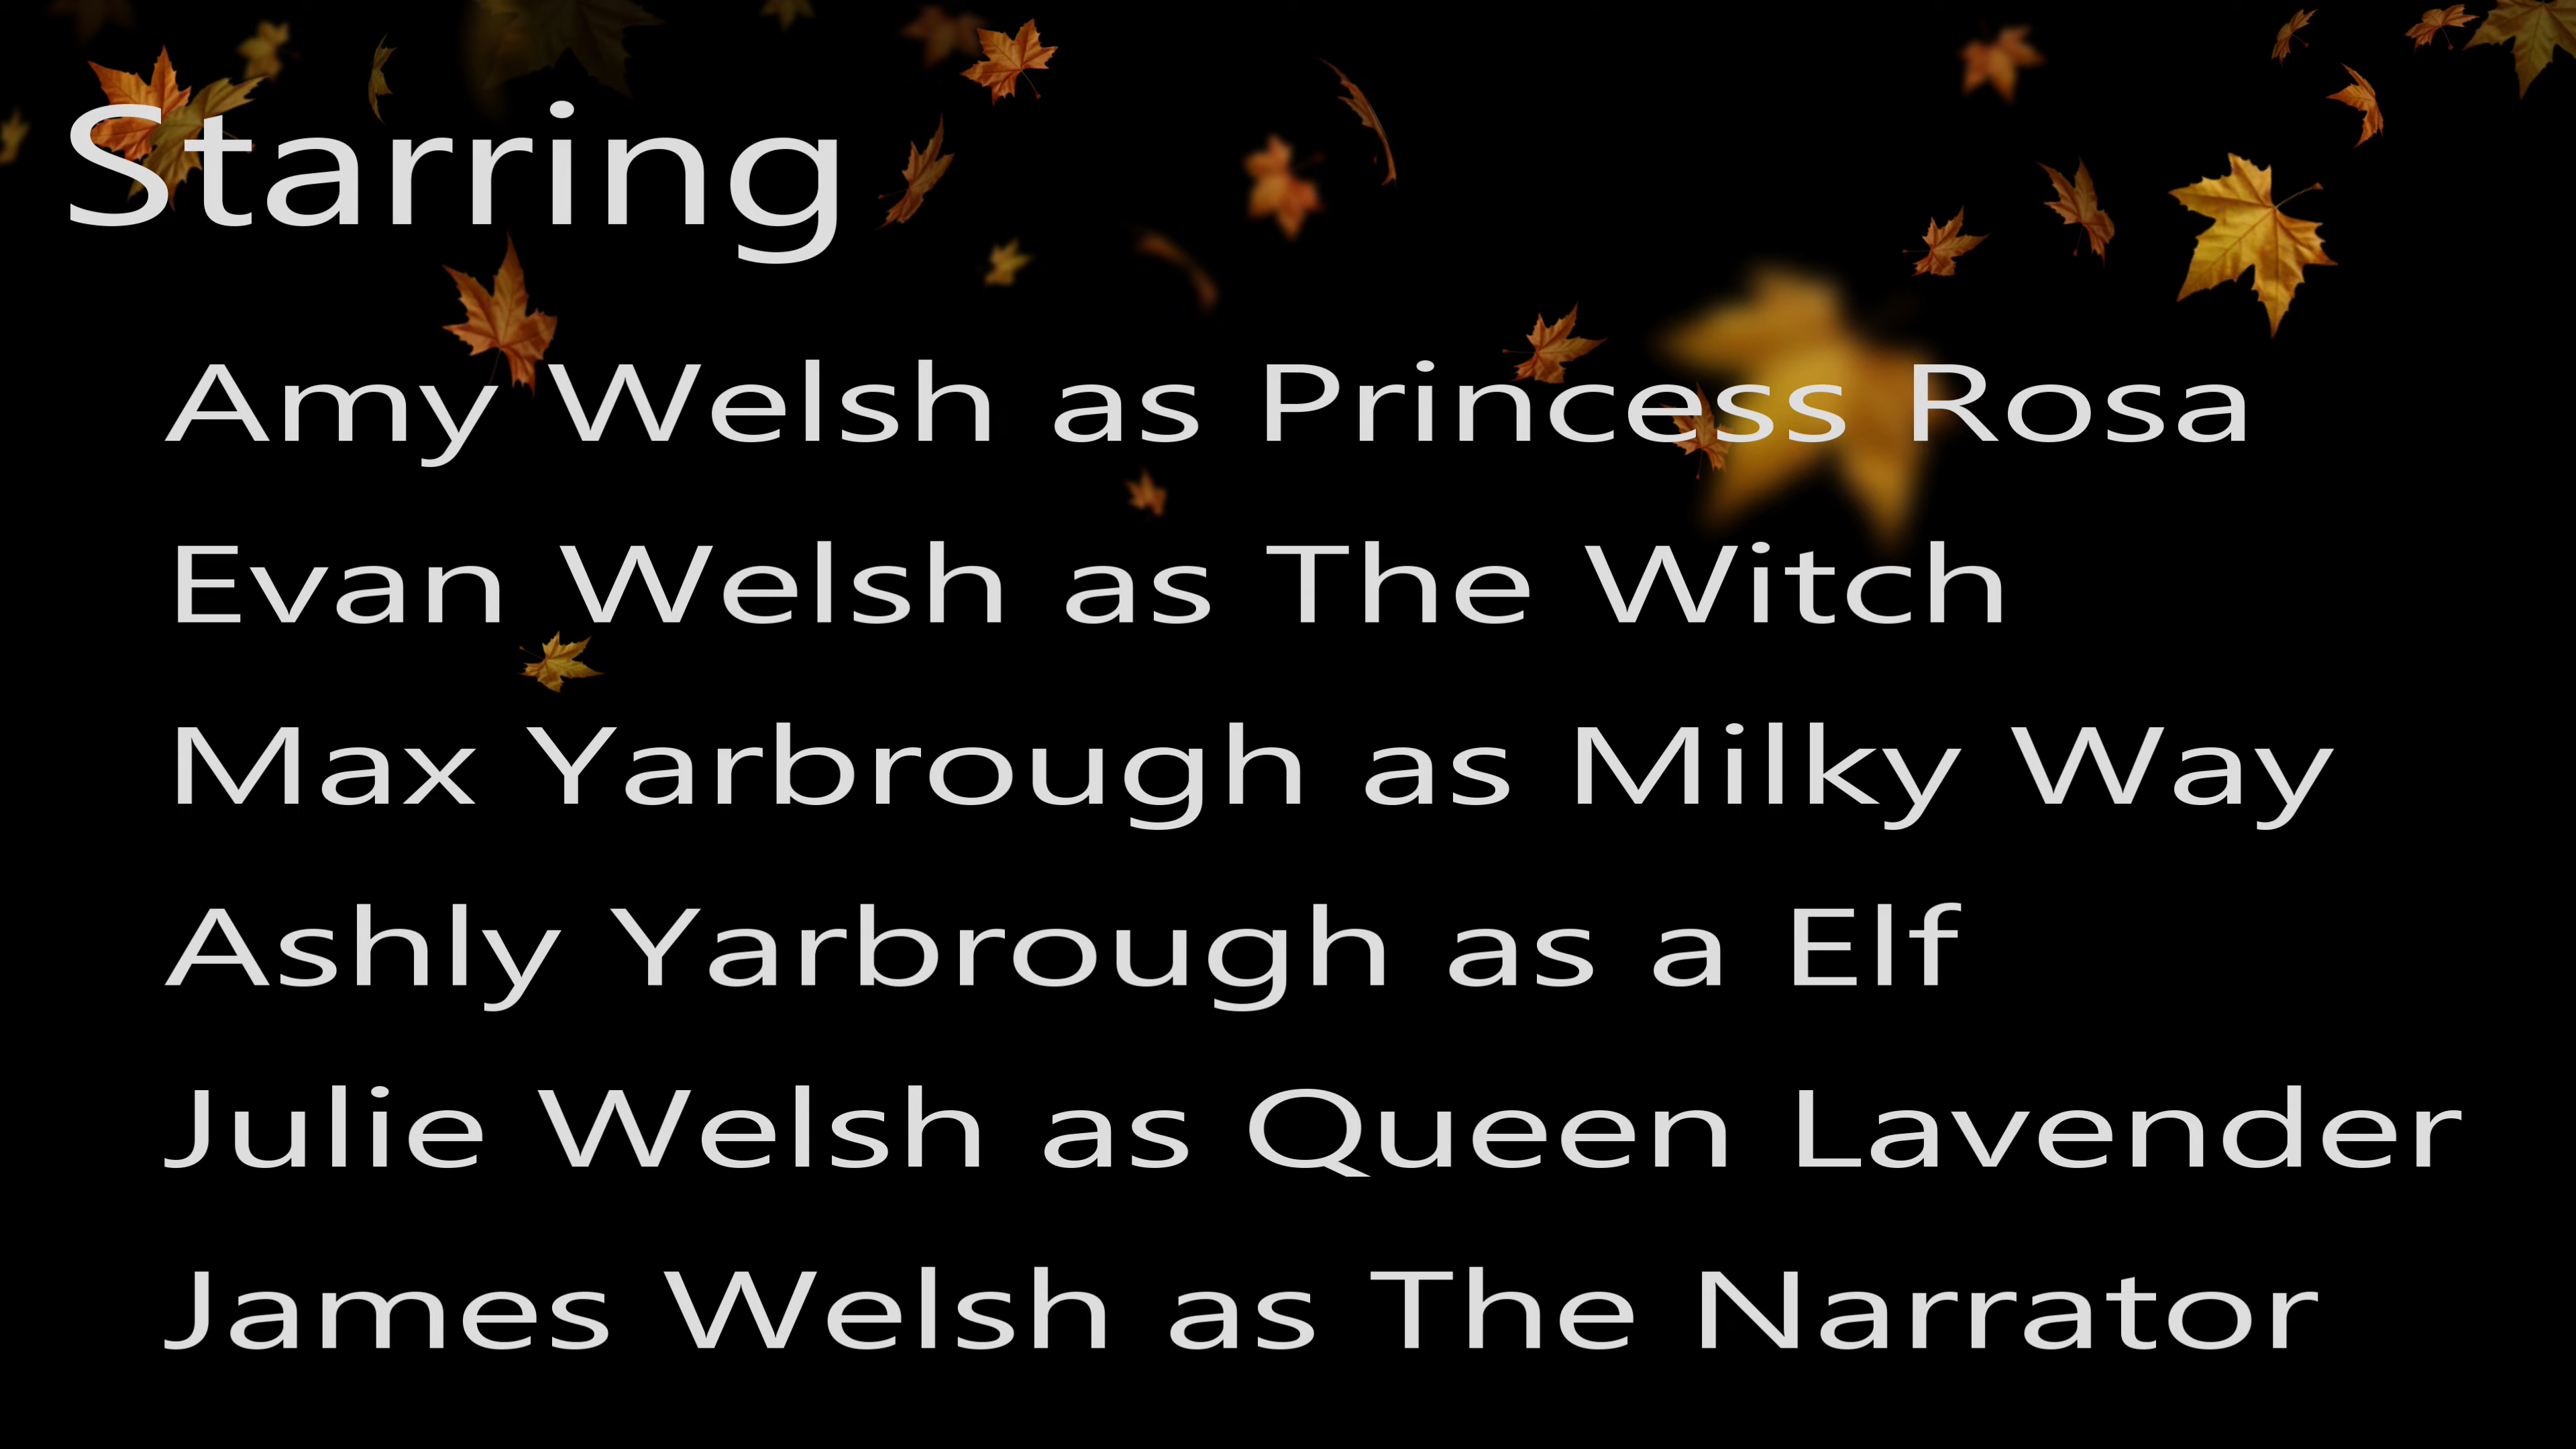 Starring
Amy Welsh as Princess Rosa
Evan Welsh as The Witch
Max Yarbrough as Milky Way
Ashly Yarbrough as a Elf
Julie Welsh as Queen Lavender
James Welsh as The Narrator